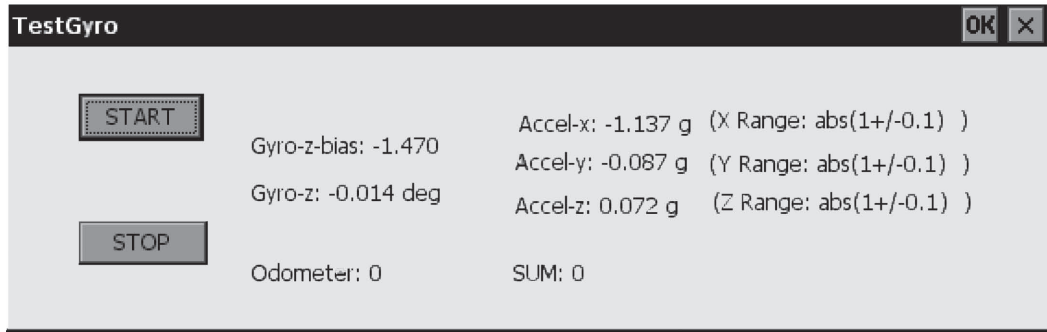 TestGyro OK ×
START
Gyro-z-bias: -1.470
Gyro-z: -0.014 deg
STOP
Odometer: 0
Accel-x: -1.137 g (X Range: abs(1+/-0.1) )
Accel-y: -0.087 g (Y Range: abs(1+/-0.1) )
Accel-z: 0.072 g (Z Range: abs(1+/-0.1) )
SUM: 0